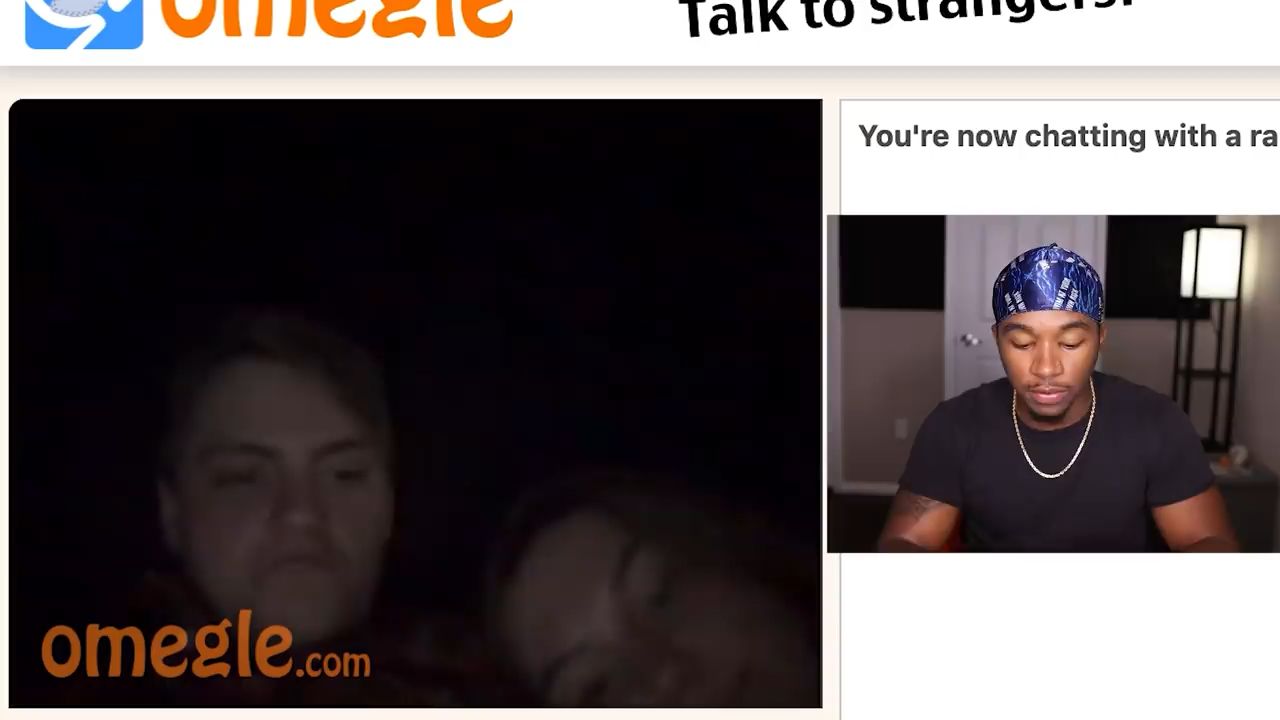 omegle
Talk to strangers!
You're now chatting with a ra
omegle.com